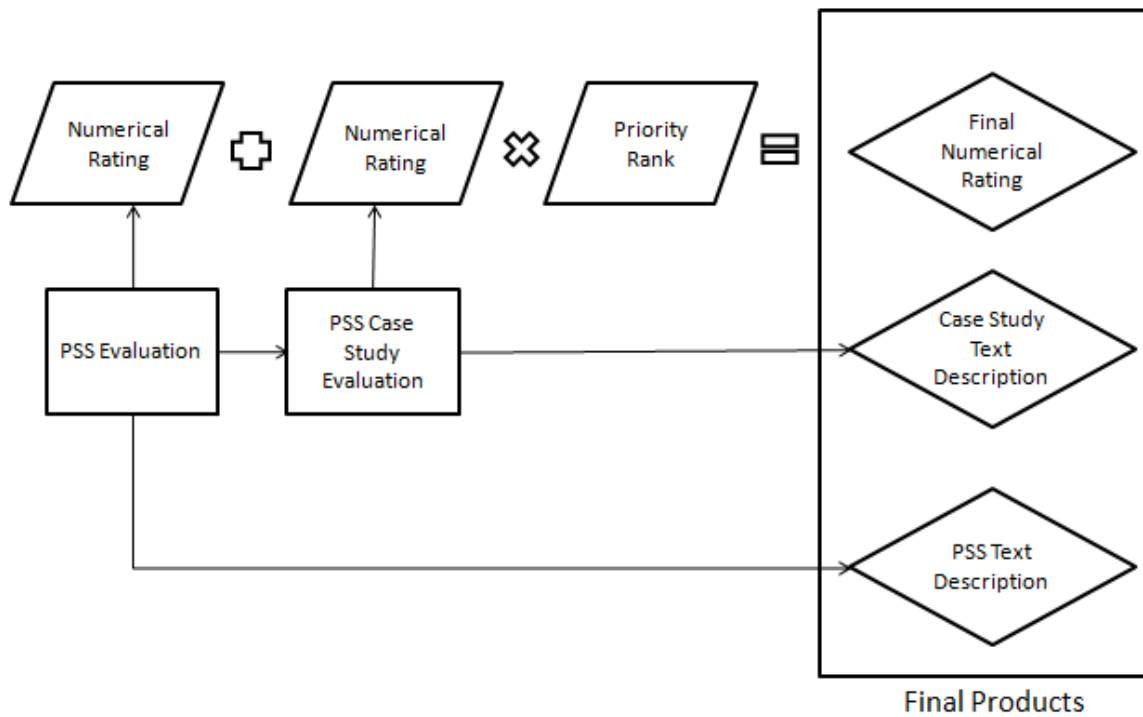 Numerical
Rating
Numerical
Rating
Priority
Rank
Final
Numerical
Rating
PSS Evaluation
PSS Case
Study
Evaluation
Case Study
Text
Description
PSS Text
Description
Final Products